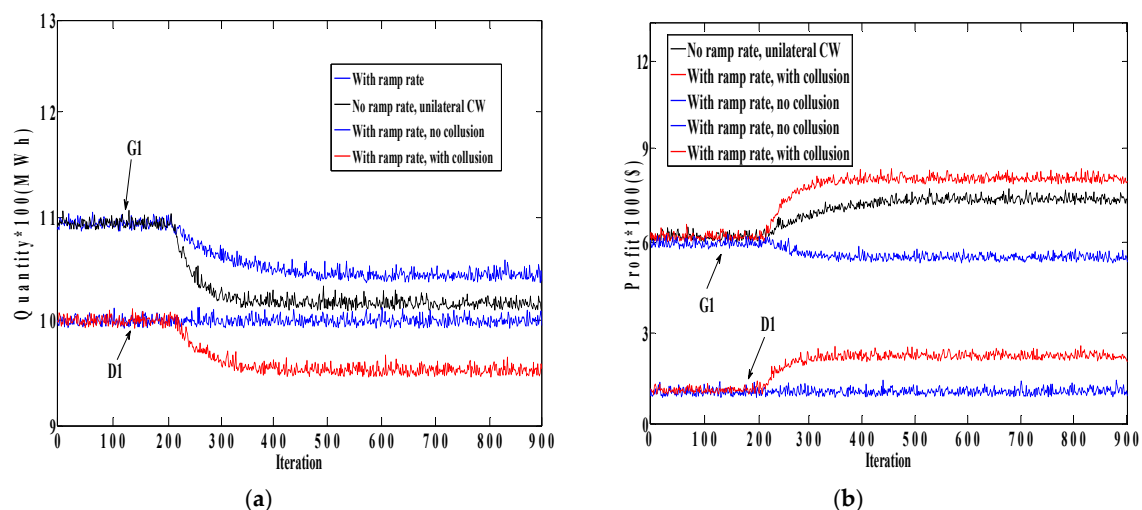 13
12
11
10
9
Quantity*100(MWh)
With ramp rate
No ramp rate, unilateral CW
With ramp rate, no collusion
With ramp rate, with collusion
G1
D1
0 100 200 300 400 500 600 700 800 900
Iteration
(a)
12
9
6
3
0
Profit*1000($)
No ramp rate, unilateral CW
With ramp rate, with collusion
With ramp rate, no collusion
With ramp rate, no collusion
With ramp rate, with collusion
G1
D1
0 100 200 300 400 500 600 700 800 900
Iteration
(b)